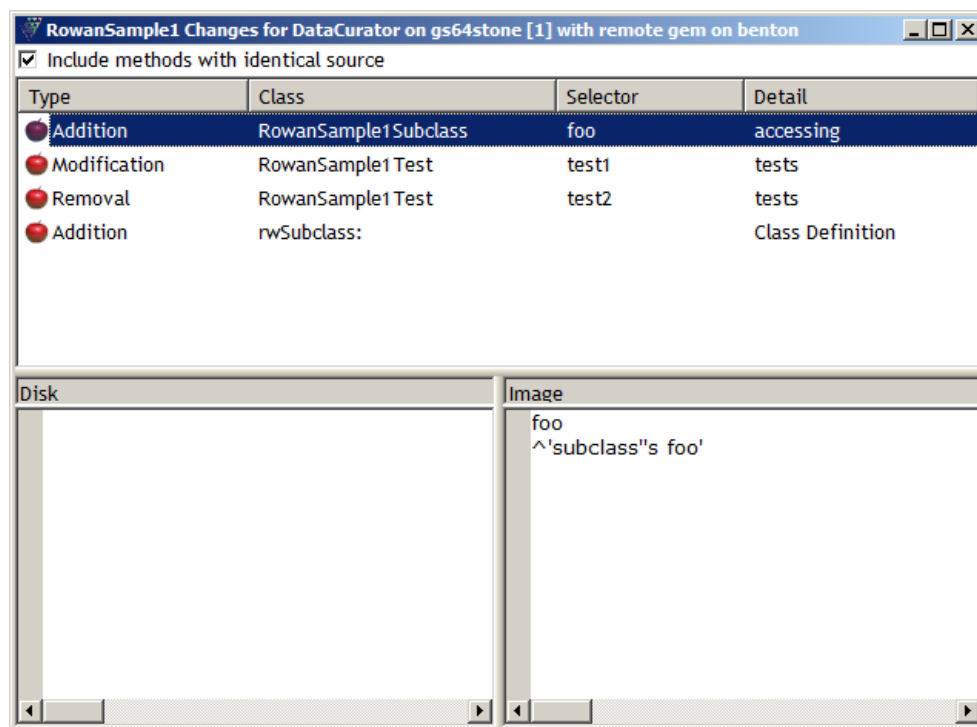 RowanSample1 Changes for DataCurator on gs64stone [1] with remote gem on benton
Include methods with identical source
Type Class Selector Detail
Addition RowanSample1Subclass foo accessing
Modification RowanSample1Test test1 tests
Removal RowanSample1Test test2 tests
Addition rwSubclass: Class Definition
Disk Image
foo
^'subclass''s foo'